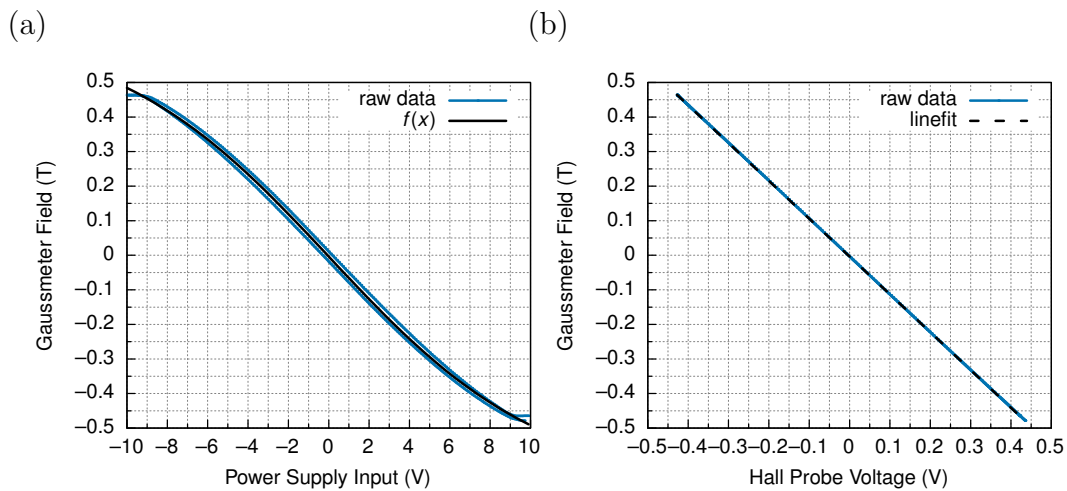 (a)
0.5
0.4
0.3
0.2
0.1
0
−0.1
−0.2
−0.3
−0.4
−0.5
−10 −8 −6 −4 −2 0 2 4 6 8 10
Gaussmeter Field (T)
Power Supply Input (V)
raw data
f(x)
(b)
0.5
0.4
0.3
0.2
0.1
0
−0.1
−0.2
−0.3
−0.4
−0.5
−0.5 −0.4 −0.3 −0.2 −0.1 0 0.1 0.2 0.3 0.4 0.5
Gaussmeter Field (T)
Hall Probe Voltage (V)
raw data
linefit